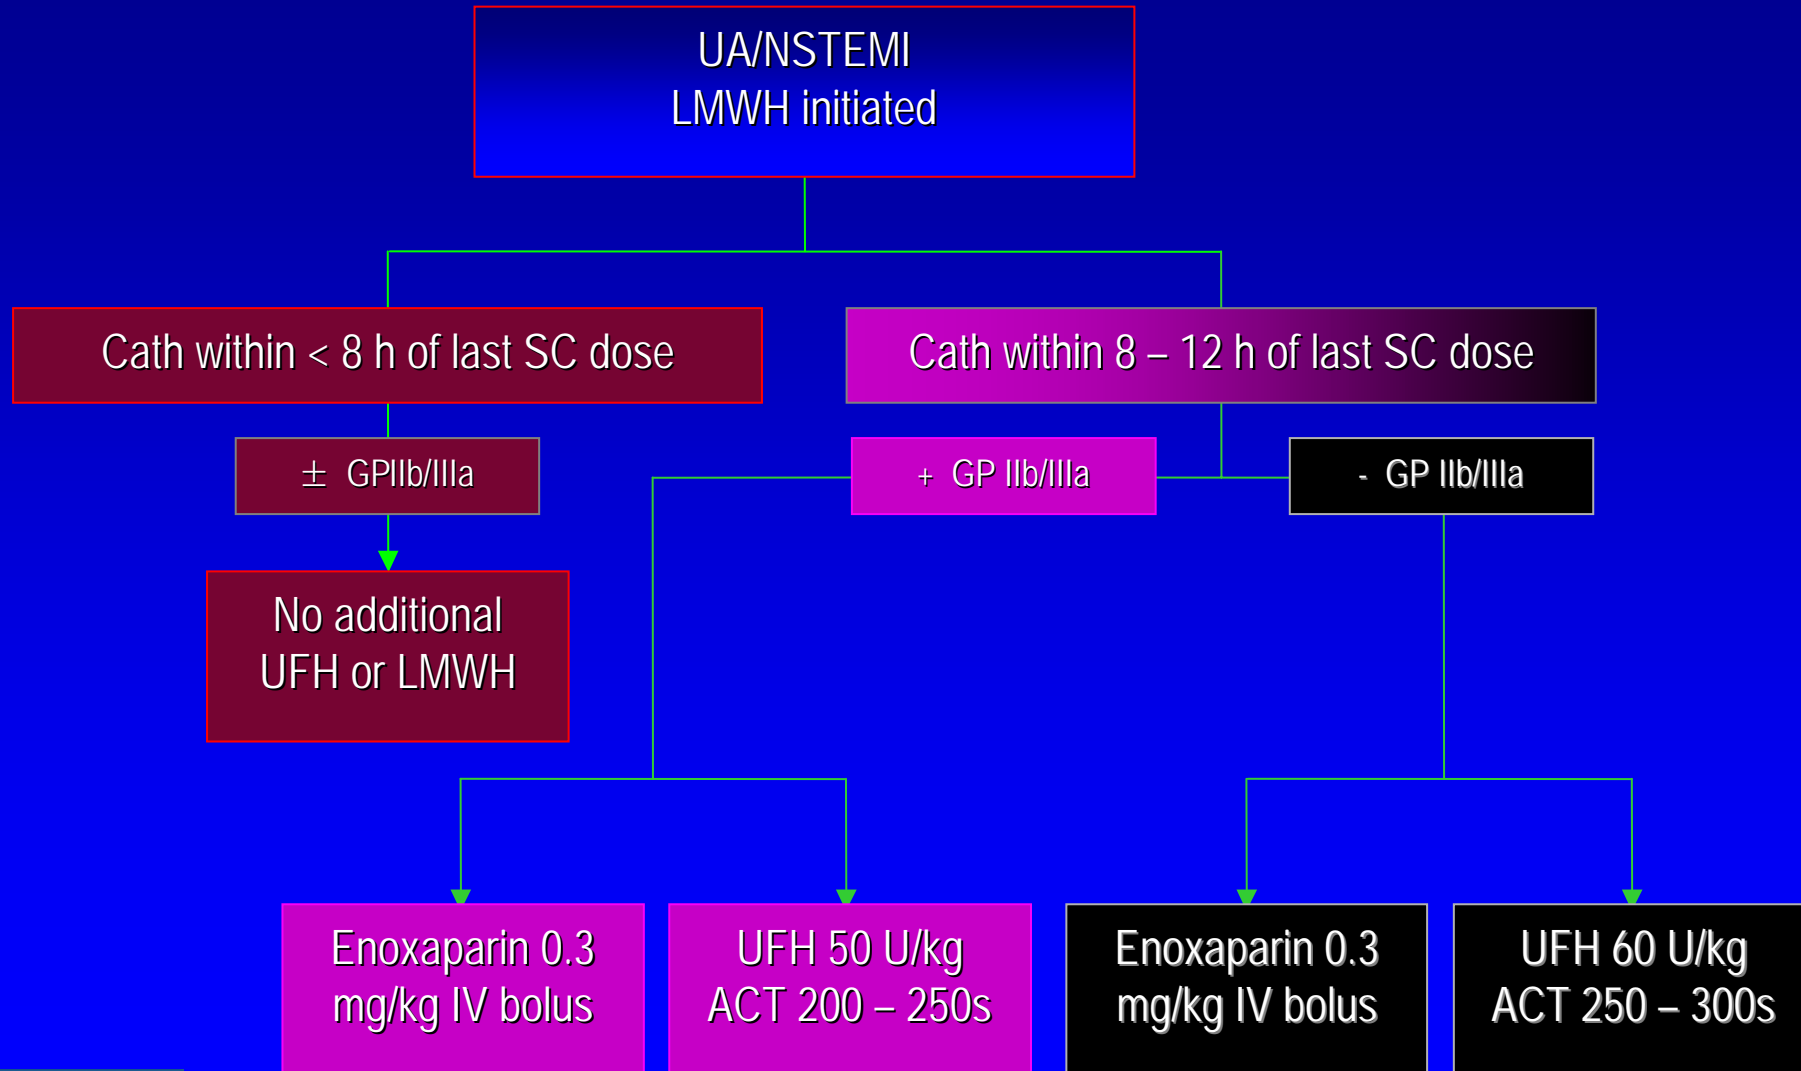 UA/NSTEMI
LMWH initiated
Cath within < 8 h of last SC dose
Cath within 8 – 12 h of last SC dose
± GPIIb/IIIa
+ GP IIb/IIIa
- GP IIb/IIIa
No additional
UFH or LMWH
Enoxaparin 0.3
mg/kg IV bolus
UFH 50 U/kg
ACT 200 – 250s
Enoxaparin 0.3
mg/kg IV bolus
UFH 60 U/kg
ACT 250 – 300s